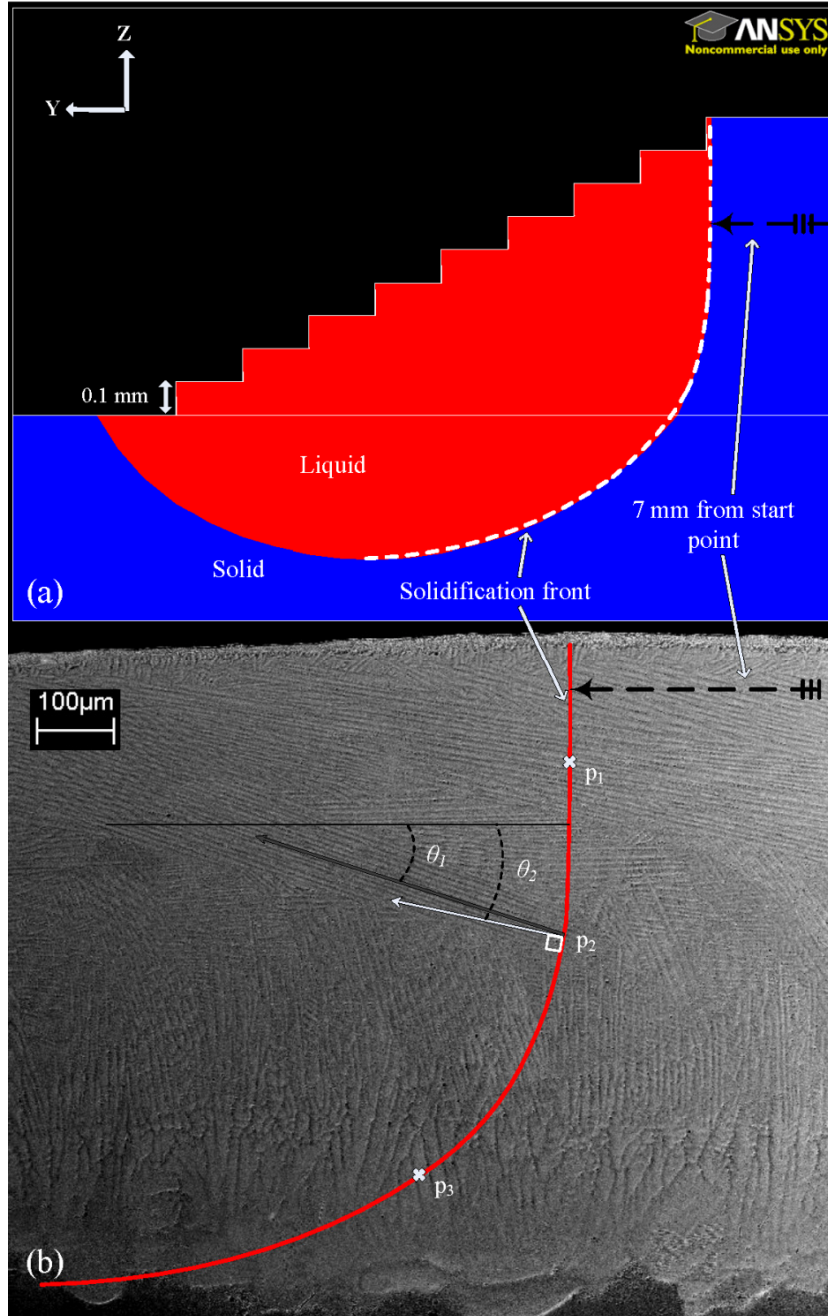 ANSYS
Noncommercial use only
Z
Y
0.1 mm
Liquid
7 mm from start
point
Solid
Solidification front
(a)
100µm
p1
θ1
θ2
p2
p3
(b)